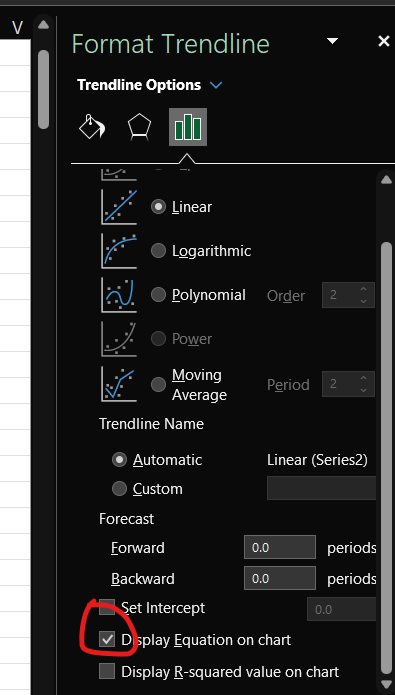 V
Format Trendline
Trendline Options
Linear
Logarithmic
Polynomial Order 2
Power
Moving Average Period 2
Trendline Name
Automatic Linear (Series2)
Custom
Forecast
Forward 0.0 periods
Backward 0.0 periods
Set Intercept 0.0
Display Equation on chart
Display R-squared value on chart